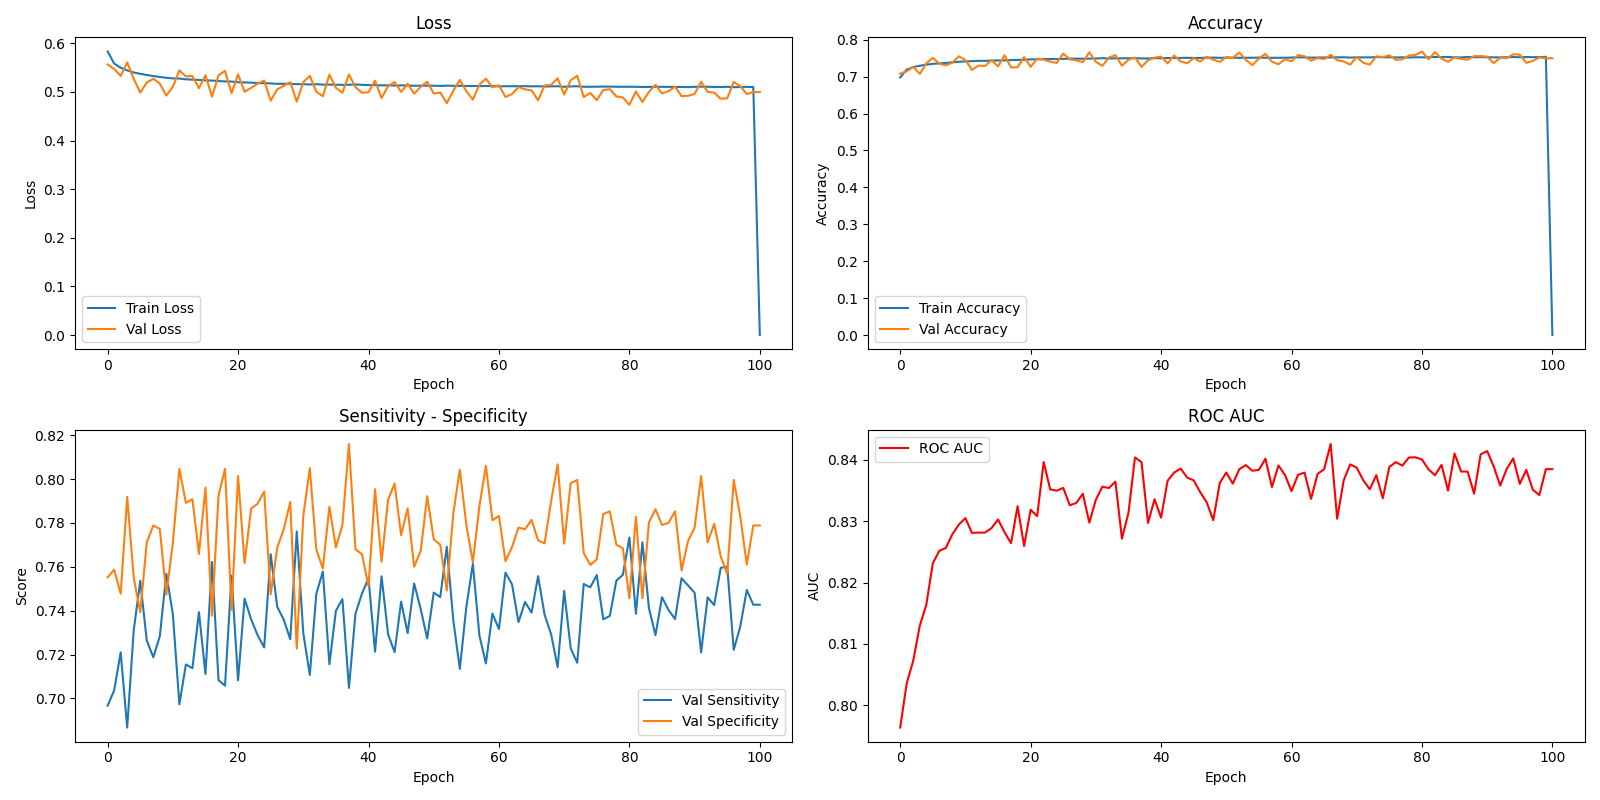 Loss
0.6
0.5
0.4
0.3
0.2
0.1
0.0
Loss
Train Loss
Val Loss
0 20 40 60 80 100
Epoch
Accuracy
0.8
0.7
0.6
0.5
0.4
0.3
0.2
0.1
0.0
Accuracy
Train Accuracy
Val Accuracy
0 20 40 60 80 100
Epoch
Sensitivity - Specificity
0.82
0.80
0.78
0.76
0.74
0.72
0.70
Score
Val Sensitivity
Val Specificity
0 20 40 60 80 100
Epoch
ROC AUC
ROC AUC
0.84
0.83
0.82
0.81
0.80
AUC
0 20 40 60 80 100
Epoch